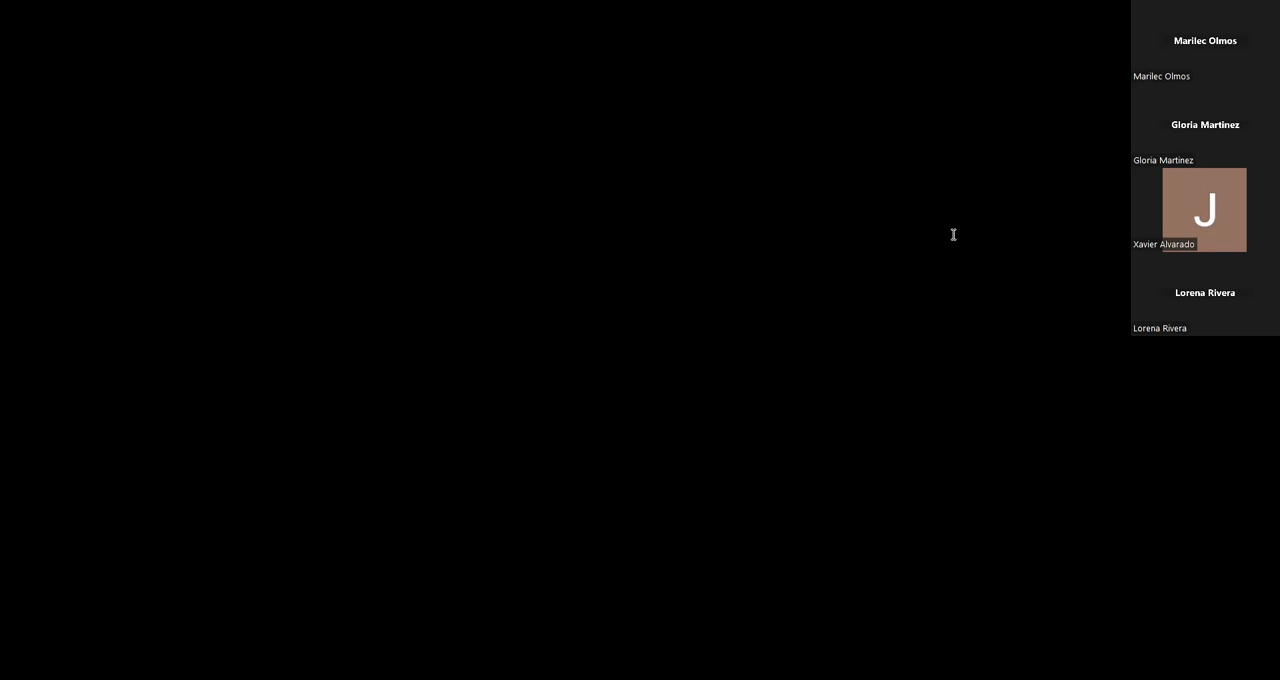 Marilec Olmos
Marilec Olmos
Gloria Martinez
Gloria Martinez
J
Xavier Alvarado
Lorena Rivera
Lorena Rivera